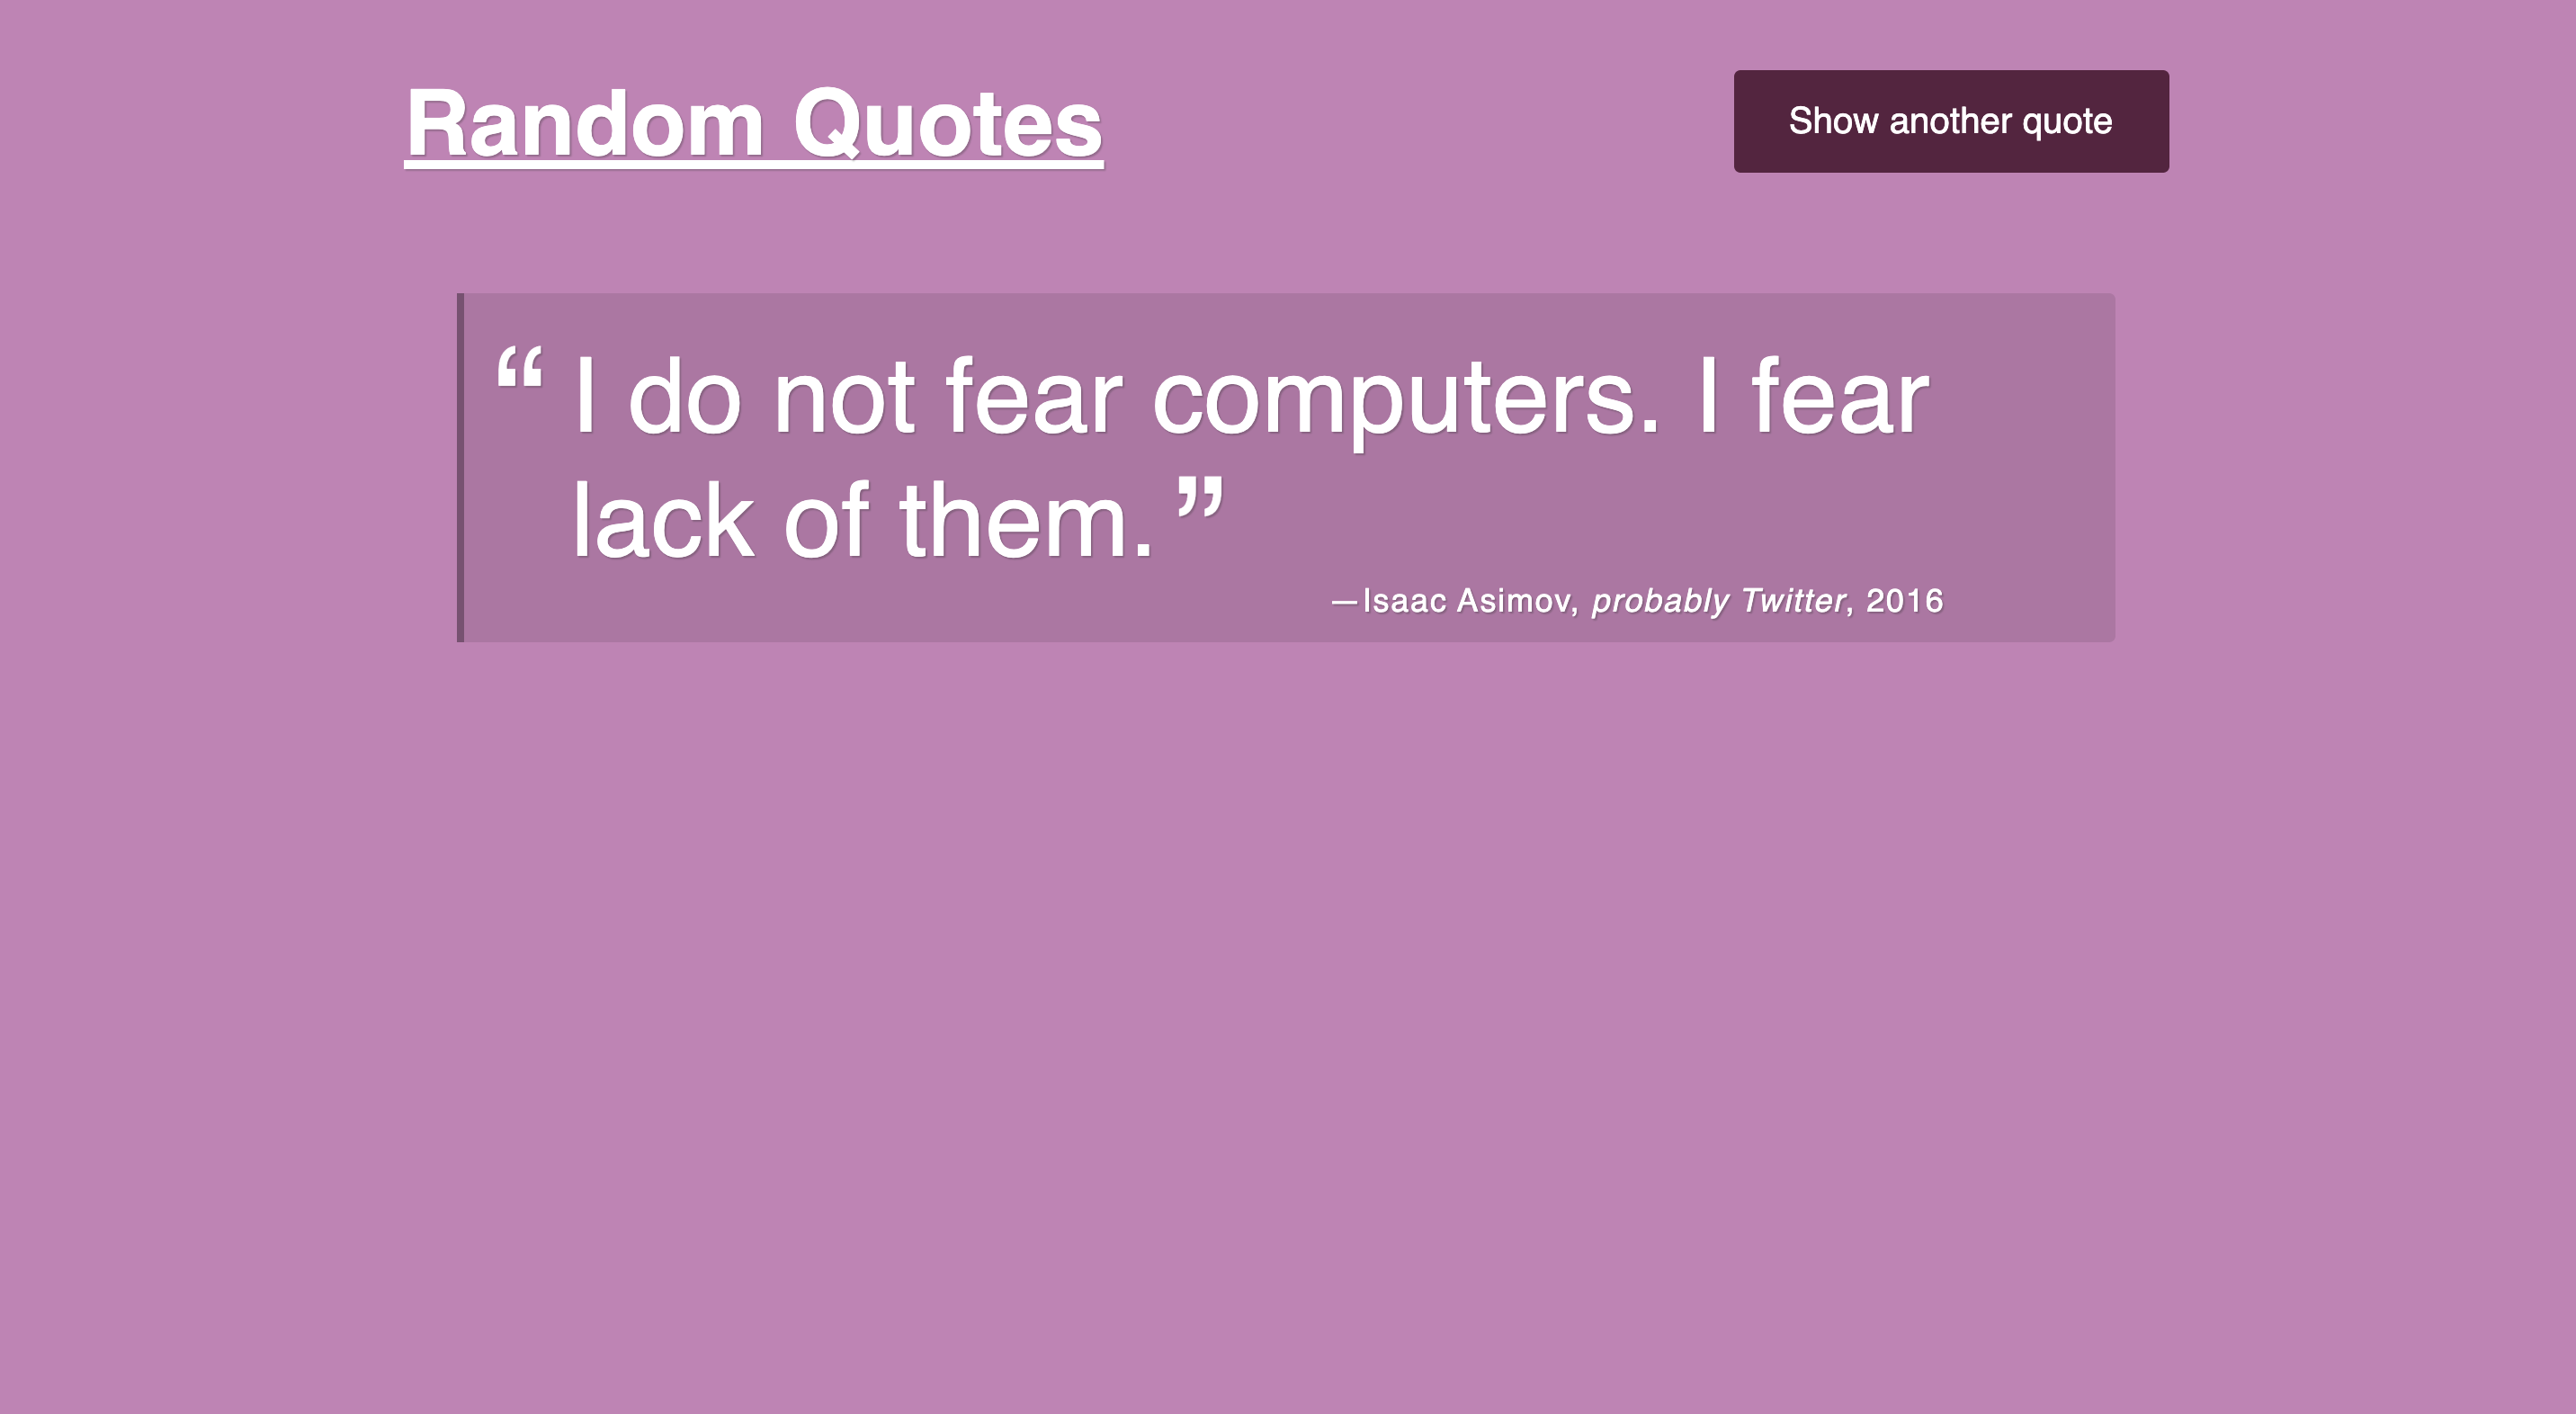 Random Quotes
Show another quote
“ I do not fear computers. I fear
lack of them. ”
—Isaac Asimov, probably Twitter, 2016